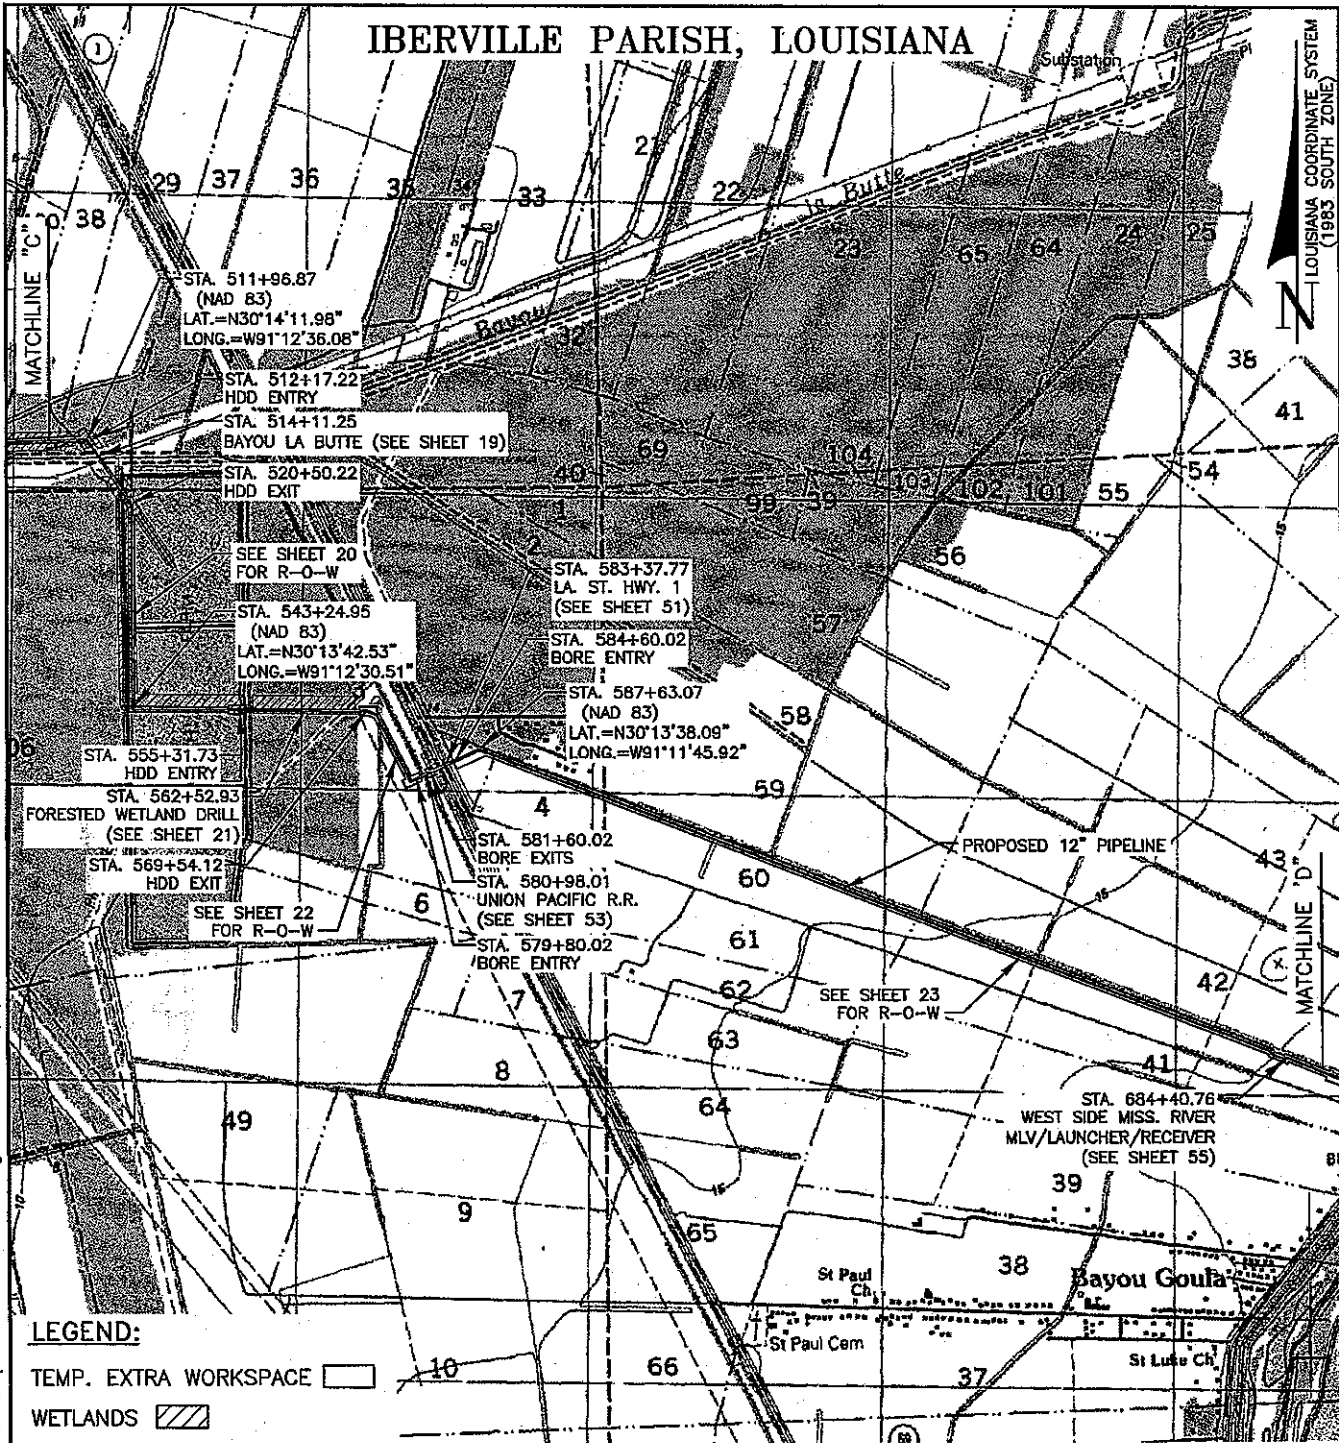 IBERVILLE PARISH, LOUISIANA
LOUISIANA COORDINATE SYSTEM
(1983 SOUTH ZONE)
N
Substation
1
29
37
36
35
34
33
21
22
38
MATCHLINE "C"
La Butte
23
65
64
24
25
STA. 511+96.87
(NAD 83)
LAT.=N30°14'11.98"
LONG.=W91°12'36.08"
Bayou
32
38
41
STA. 512+17.22
HDD ENTRY
STA. 514+11.25
BAYOU LA BUTTE (SEE SHEET 19)
STA. 520+50.22
HDD EXIT
69
104
40
1
99
39
103
102
101
55
54
15
2
56
57
SEE SHEET 20
FOR R-O-W
STA. 583+37.77
LA. ST. HWY. 1
(SEE SHEET 51)
STA. 543+24.95
(NAD 83)
LAT.=N30°13'42.53"
LONG.=W91°12'30.51"
STA. 584+60.02
BORE ENTRY
STA. 587+63.07
(NAD 83)
LAT.=N30°13'38.09"
LONG.=W91°11'45.92"
3
58
59
STA. 555+31.73
HDD ENTRY
STA. 562+52.93
FORESTED WETLAND DRILL
(SEE SHEET 21)
STA. 569+54.12
HDD EXIT
SEE SHEET 22
FOR R-O-W
4
STA. 581+60.02
BORE EXITS
STA. 580+98.01
UNION PACIFIC R.R.
(SEE SHEET 53)
STA. 579+80.02
BORE ENTRY
6
PROPOSED 12" PIPELINE
60
43
15
61
62
42
MATCHLINE "D"
SEE SHEET 23
FOR R-O-W
7
63
8
41
64
49
STA. 684+40.76
WEST SIDE MISS. RIVER
MLV/LAUNCHER/RECEIVER
(SEE SHEET 55)
15
39
10
9
65
38
St Paul
Ch
Bayou Goula
St Paul Cem
St Luke Ch
LEGEND:
TEMP. EXTRA WORKSPACE
WETLANDS
10
66
37